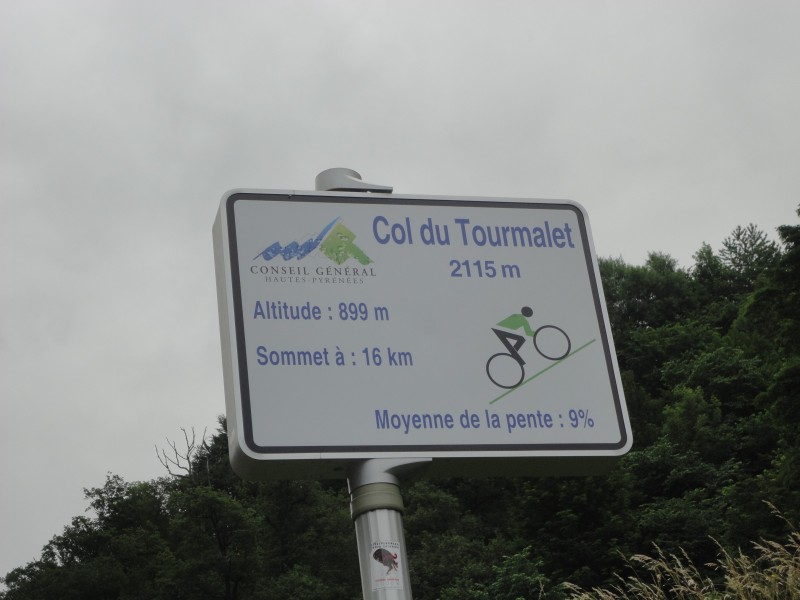 Col du Tourmalet
2115 m
CONSEIL GÉNÉRAL
HAUTES-PYRÉNÉES
Altitude : 899 m
Sommet à : 16 km
Moyenne de la pente : 9%